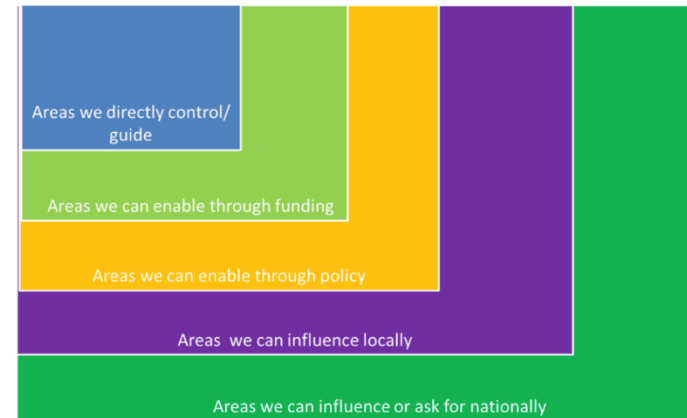 Areas we directly control/
guide
Areas we can enable through funding
Areas we can enable through policy
Areas  we can influence locally
Areas we can influence or ask for nationally